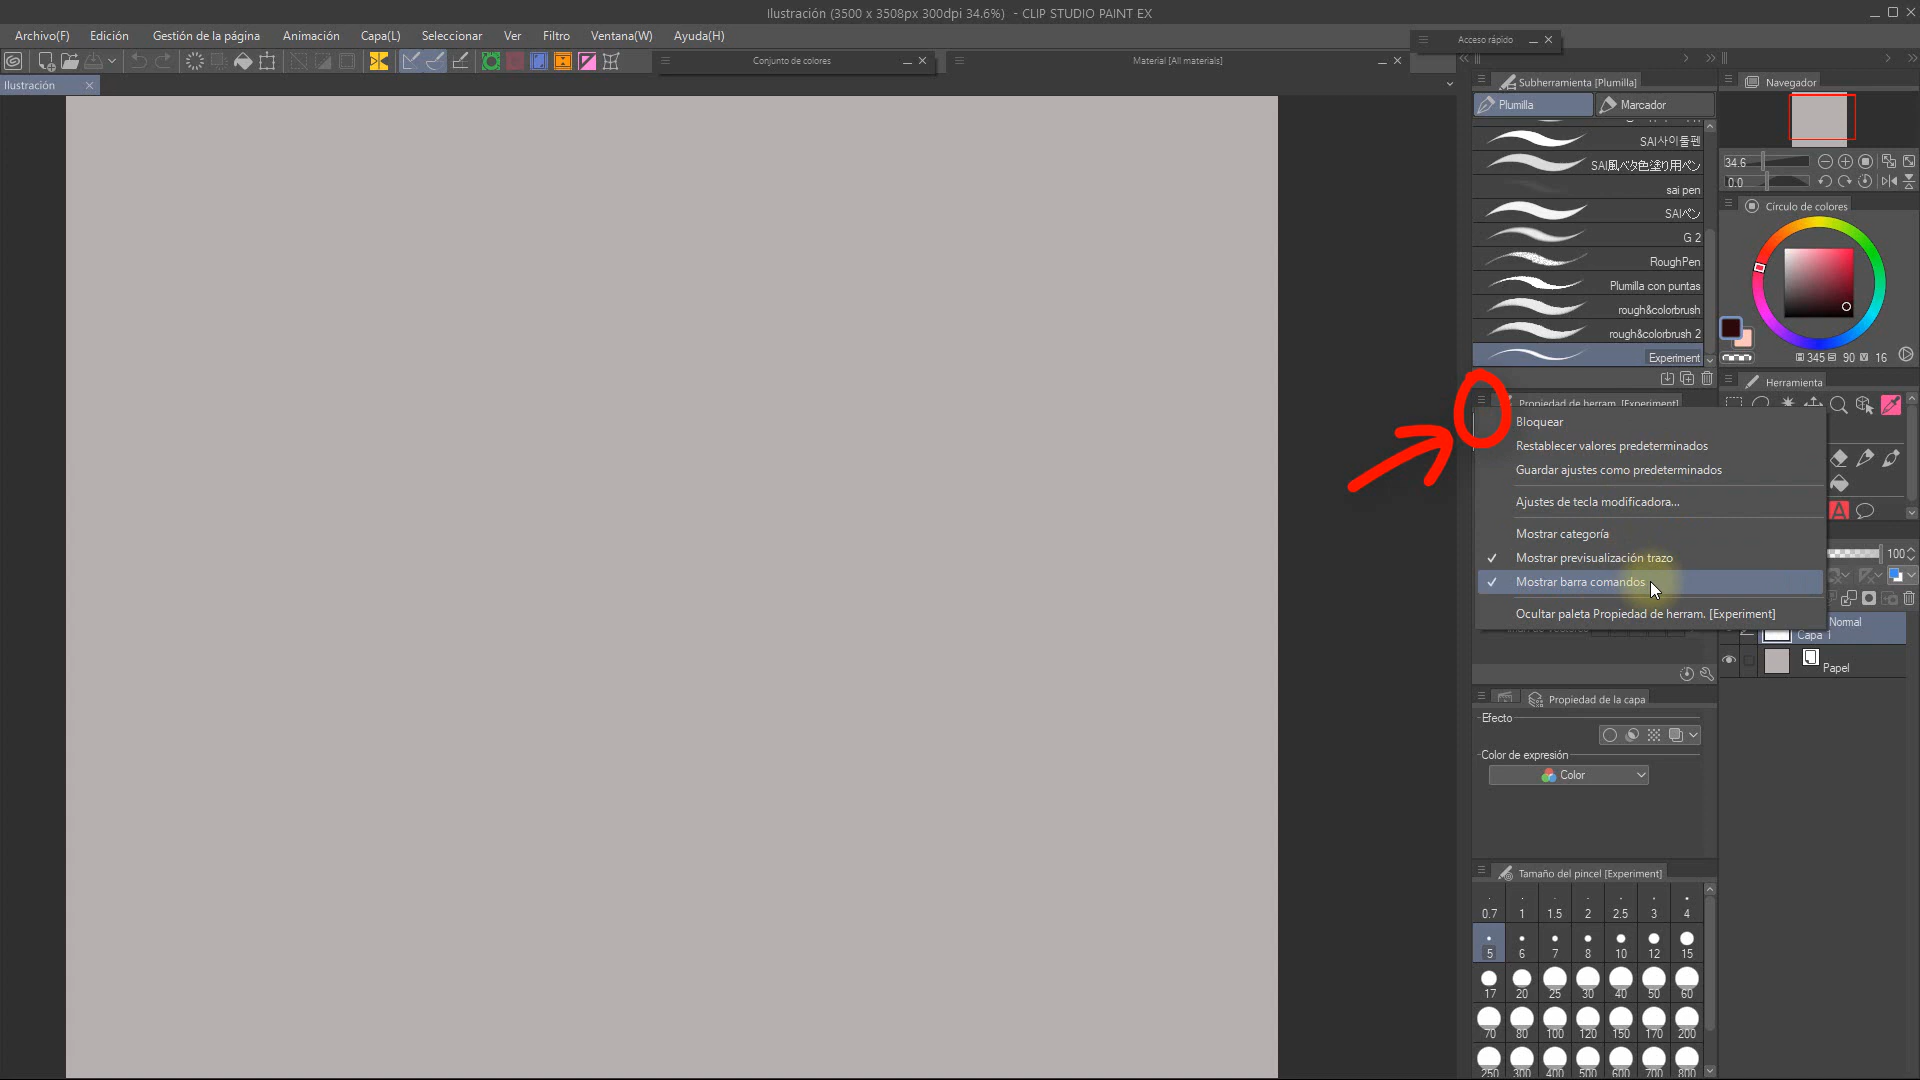 Ilustración (3500 x 3508px 300dpi 34.6%) - CLIP STUDIO PAINT EX
Archivo(F) Edición Gestión de la página Animación Capa(L) Seleccionar Ver Filtro Ventana(W) Ayuda(H)
Acceso rápido
Conjunto de colores
Material [All materials]
Ilustración
Subherramienta [Plumilla]
Navegador
Plumilla Marcador
SAI사이툴펜
SAI風ベタ色塗り用ペン
sai pen
SAIペン
G 2
RoughPen
Plumilla con puntas
rough&colorbrush
rough&colorbrush 2
Experiment
34.6
0.0
Círculo de colores
345 90 16
Herramienta
Propiedad de herram. [Experiment]
Bloquear
Restablecer valores predeterminados
Guardar ajustes como predeterminados
Ajustes de tecla modificadora...
Mostrar categoría
Mostrar previsualización trazo
Mostrar barra comandos
Ocultar paleta Propiedad de herram. [Experiment]
A
100
Normal
Capa 1
Papel
Propiedad de la capa
Efecto
Color de expresión
Color
Tamaño del pincel [Experiment]
0.7 1 1.5 2 2.5 3 4
5 6 7 8 10 12 15
17 20 25 30 40 50 60
70 80 100 120 150 170 200
250 300 400 500 600 700 800